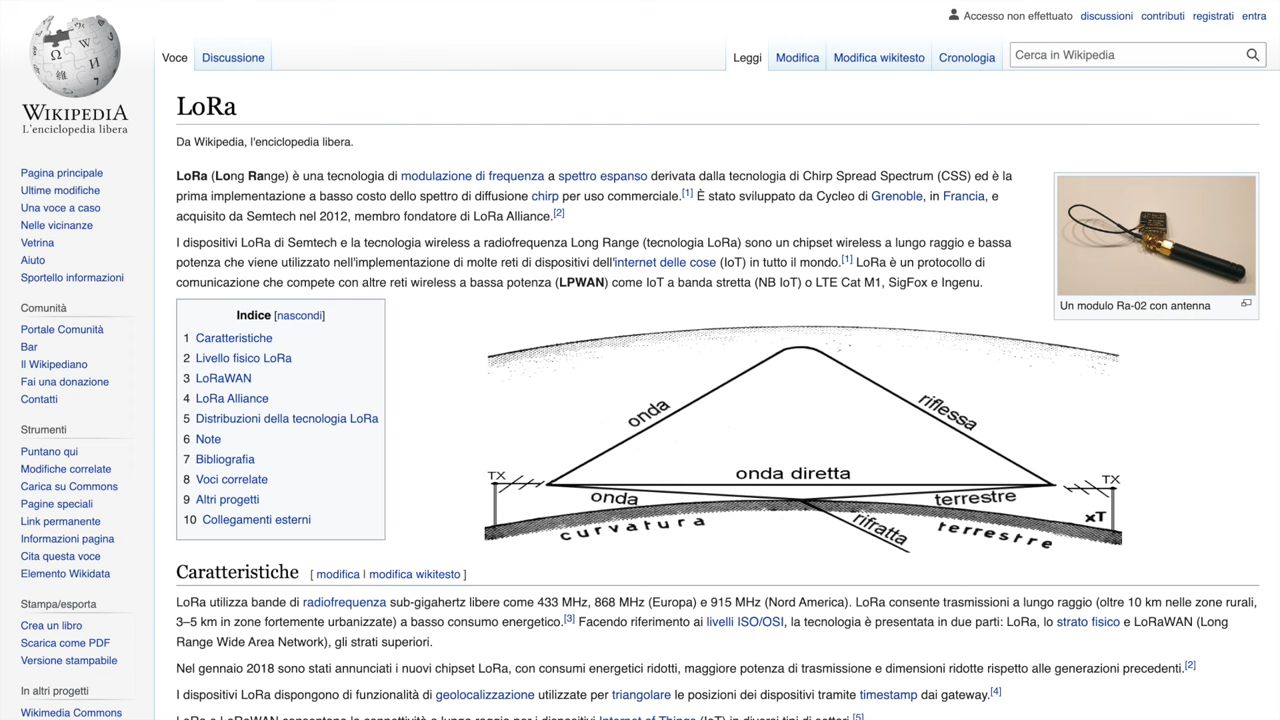 Accesso non effettuato discussioni contributi registrati entra
Voce Discussione Leggi Modifica Modifica wikitesto Cronologia Cerca in Wikipedia
WIKIPEDIA
L'enciclopedia libera
Pagina principale
Ultime modifiche
Una voce a caso
Nelle vicinanze
Vetrina
Aiuto
Sportello informazioni
Comunità
Portale Comunità
Bar
Il Wikipediano
Fai una donazione
Contatti
Strumenti
Puntano qui
Modifiche correlate
Carica su Commons
Pagine speciali
Link permanente
Informazioni pagina
Cita questa voce
Elemento Wikidata
Stampa/esporta
Crea un libro
Scarica come PDF
Versione stampabile
In altri progetti
Wikimedia Commons
LoRa
Da Wikipedia, l'enciclopedia libera.
LoRa (Long Range) è una tecnologia di modulazione di frequenza a spettro espanso derivata dalla tecnologia di Chirp Spread Spectrum (CSS) ed è la
prima implementazione a basso costo dello spettro di diffusione chirp per uso commerciale.[1] È stato sviluppato da Cycleo di Grenoble, in Francia, e
acquisito da Semtech nel 2012, membro fondatore di LoRa Alliance.[2]
I dispositivi LoRa di Semtech e la tecnologia wireless a radiofrequenza Long Range (tecnologia LoRa) sono un chipset wireless a lungo raggio e bassa
potenza che viene utilizzato nell'implementazione di molte reti di dispositivi dell'internet delle cose (IoT) in tutto il mondo.[1] LoRa è un protocollo di
comunicazione che compete con altre reti wireless a bassa potenza (LPWAN) come IoT a banda stretta (NB IoT) o LTE Cat M1, SigFox e Ingenu.
Un modulo Ra-02 con antenna
Indice [nascondi]
1 Caratteristiche
2 Livello fisico LoRa
3 LoRaWAN
4 LoRa Alliance
5 Distribuzioni della tecnologia LoRa
6 Note
7 Bibliografia
8 Voci correlate
9 Altri progetti
10 Collegamenti esterni
onda
riflessa
TX
onda diretta
TX
onda
terrestre
xT
curvatura
rifratta
terrestre
Caratteristiche [ modifica | modifica wikitesto ]
LoRa utilizza bande di radiofrequenza sub-gigahertz libere come 433 MHz, 868 MHz (Europa) e 915 MHz (Nord America). LoRa consente trasmissioni a lungo raggio (oltre 10 km nelle zone rurali,
3–5 km in zone fortemente urbanizzate) a basso consumo energetico.[3] Facendo riferimento ai livelli ISO/OSI, la tecnologia è presentata in due parti: LoRa, lo strato fisico e LoRaWAN (Long
Range Wide Area Network), gli strati superiori.
Nel gennaio 2018 sono stati annunciati i nuovi chipset LoRa, con consumi energetici ridotti, maggiore potenza di trasmissione e dimensioni ridotte rispetto alle generazioni precedenti.[2]
I dispositivi LoRa dispongono di funzionalità di geolocalizzazione utilizzate per triangolare le posizioni dei dispositivi tramite timestamp dai gateway.[4]
LoRa e LoRaWAN consentono la connettività a lungo raggio per i dispositivi Internet of Things (IoT) in diversi tipi di settori.[5]